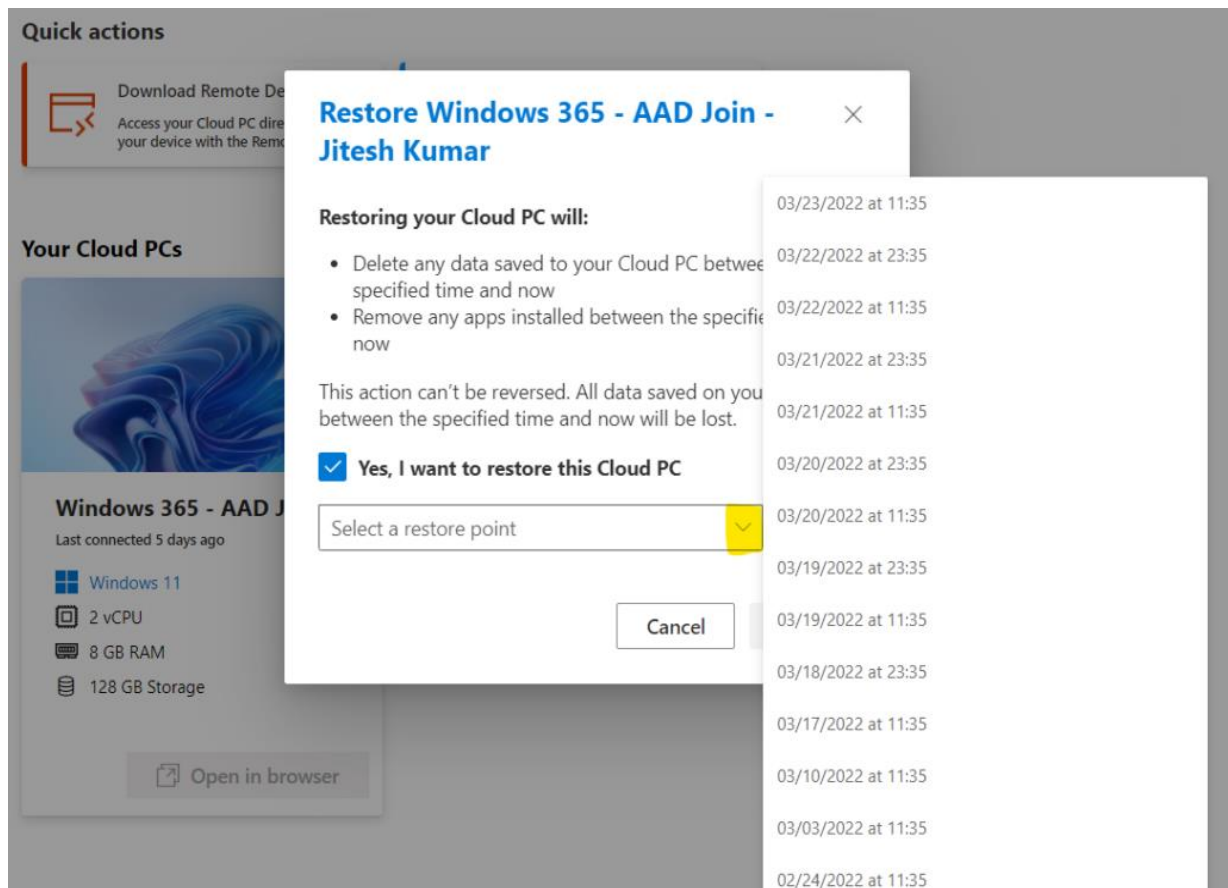 Quick actions
Download Remote De
Access your Cloud PC dire
your device with the Remo
Restore Windows 365 - AAD Join -
Jitesh Kumar
Restoring your Cloud PC will:
• Delete any data saved to your Cloud PC betwee
specified time and now
• Remove any apps installed between the specifie
now
This action can't be reversed. All data saved on you
between the specified time and now will be lost.
Yes, I want to restore this Cloud PC
Select a restore point
Cancel
03/23/2022 at 11:35
03/22/2022 at 23:35
03/22/2022 at 11:35
03/21/2022 at 23:35
03/21/2022 at 11:35
03/20/2022 at 23:35
03/20/2022 at 11:35
03/19/2022 at 23:35
03/19/2022 at 11:35
03/18/2022 at 23:35
03/17/2022 at 11:35
03/10/2022 at 11:35
03/03/2022 at 11:35
02/24/2022 at 11:35
Your Cloud PCs
Windows 365 - AAD J
Last connected 5 days ago
Windows 11
2 vCPU
8 GB RAM
128 GB Storage
Open in browser